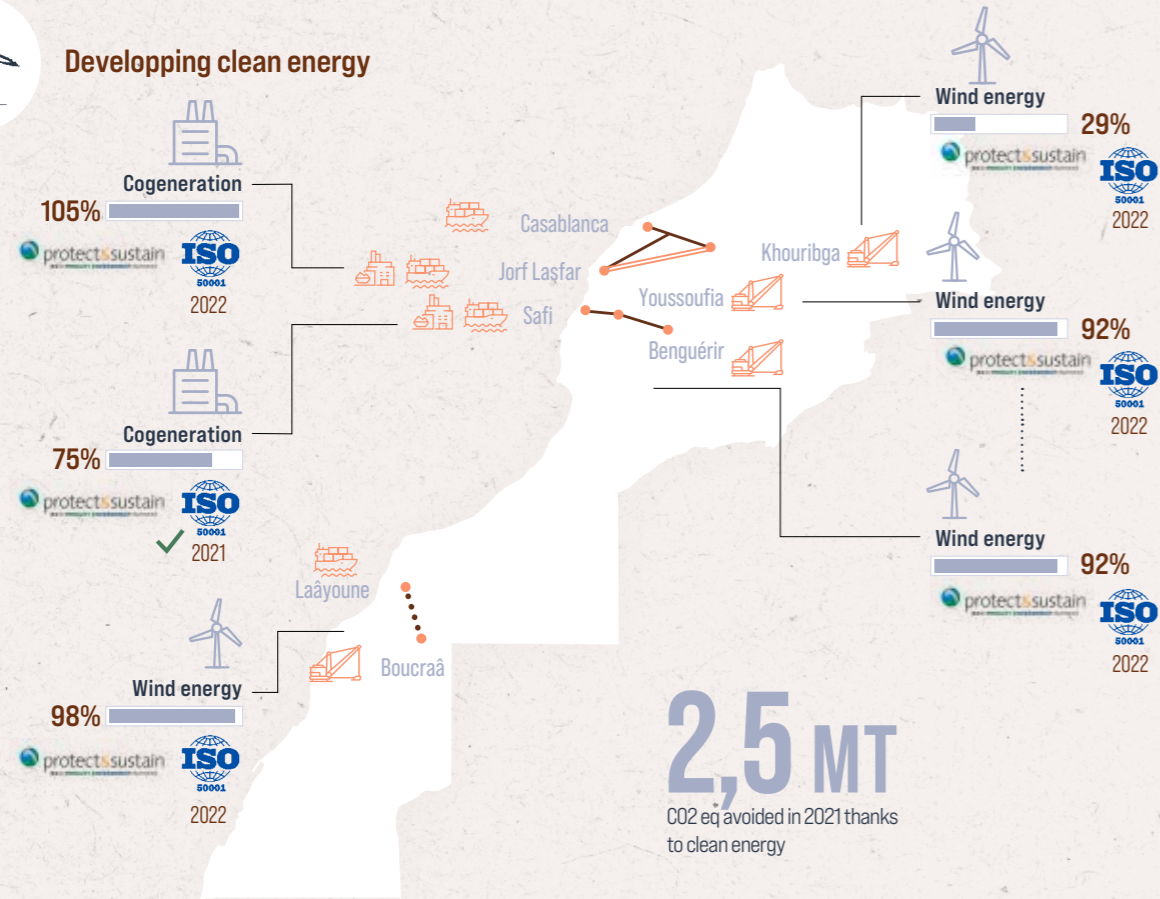 Developping clean energy
Cogeneration
105%
protect&sustain
ISO
50001
2022
Cogeneration
75%
protect&sustain
ISO
50001
2021
Wind energy
98%
protect&sustain
ISO
50001
2022
Casablanca
Jorf Lasfar
Safi
Khouribga
Youssoufia
Benguérir
Laâyoune
Boucraâ
Wind energy
29%
protect&sustain
ISO
50001
2022
Wind energy
92%
protect&sustain
ISO
50001
2022
Wind energy
92%
protect&sustain
ISO
50001
2022
2,5 MT
CO2 eq avoided in 2021 thanks
to clean energy